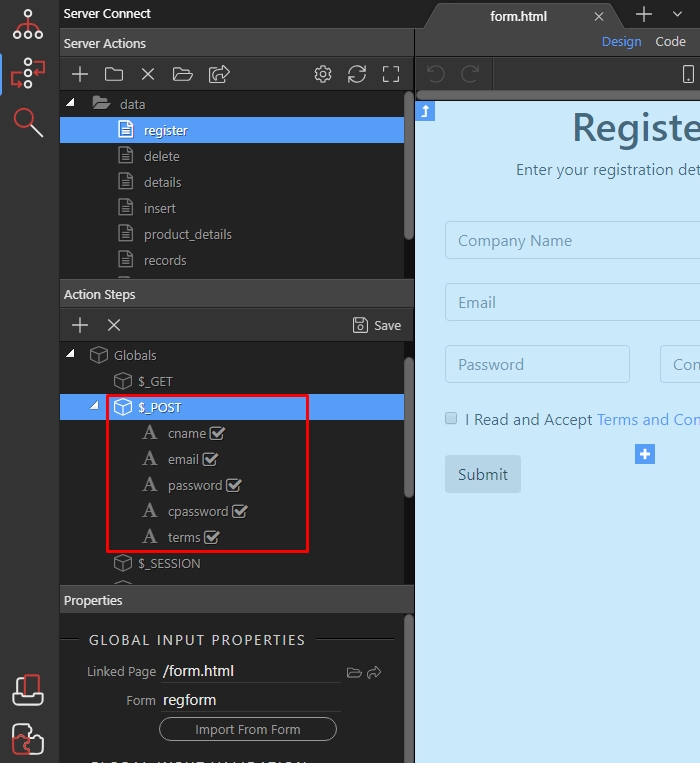 Server Connect
form.html
Server Actions
Design
Code
data
register
delete
details
insert
product_details
records
Registe
Enter your registration det
Company Name
Email
Password
Con
I Read and Accept Terms and Con
Submit
Action Steps
Save
Globals
$_GET
$_POST
cname
email
password
cpassword
terms
$_SESSION
Properties
GLOBAL INPUT PROPERTIES
Linked Page /form.html
Form regform
Import From Form
GLOBAL INPUT VALIDATION